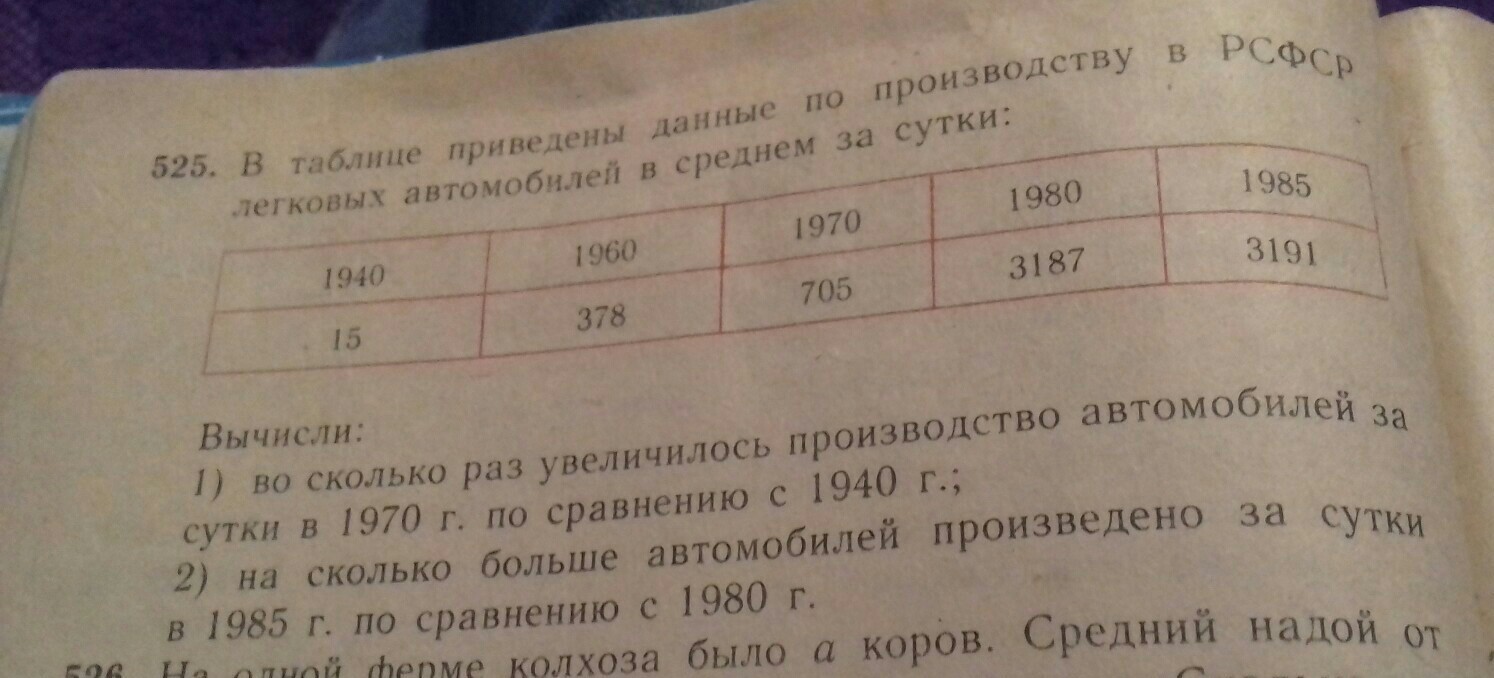 525. В таблице приведены данные по производству в РСФСР
легковых автомобилей в среднем за сутки:
1940 1960 1970 1980 1985
15 378 705 3187 3191
Вычисли:
1) во сколько раз увеличилось производство автомобилей за
сутки в 1970 г. по сравнению с 1940 г.;
2) на сколько больше автомобилей произведено за сутки
в 1985 г. по сравнению с 1980 г.
526. На одной ферме колхоза было а коров. Средний надой от